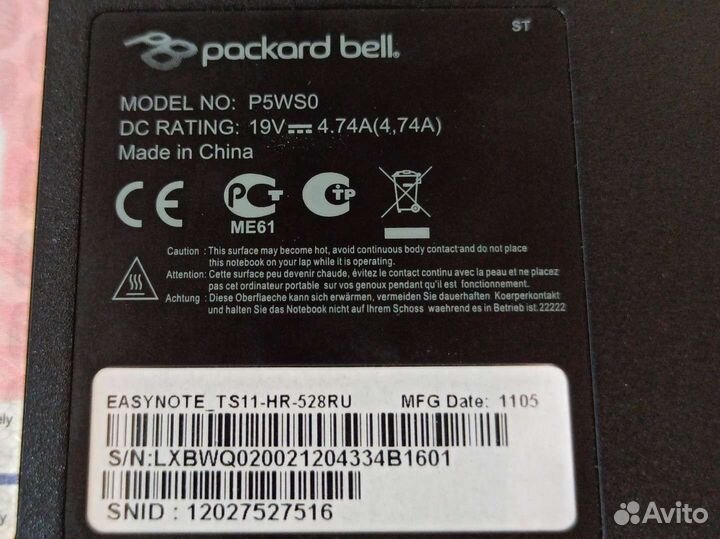 ST
packard bell®
MODEL NO: P5WS0
DC RATING: 19V⎓4.74A(4,74A)
Made in China
CE
PCT
CTP
ME61
Caution : This surface may become hot, avoid continuous body contact and do not place
this notebook on your lap while it is operating.
Attention: Cette surface peu devenir chaude, évitez le contact continu avec la peau et ne placez
pas cet ordinateur portable sur vos genoux pendant qu'il est fonctionnement.
Achtung : Diese Oberflaeche kann sich erwärmen, vermeiden Sie dauerhaften Koerperkontakt
und halten Sie das Notebook nicht auf Ihrem Schoss waehrend es in Betrieb ist.22222
EASYNOTE_TS11-HR-528RU MFG Date: 1105
S/N:LXBWQ020021204334B1601
SNID : 12027527516
Avito